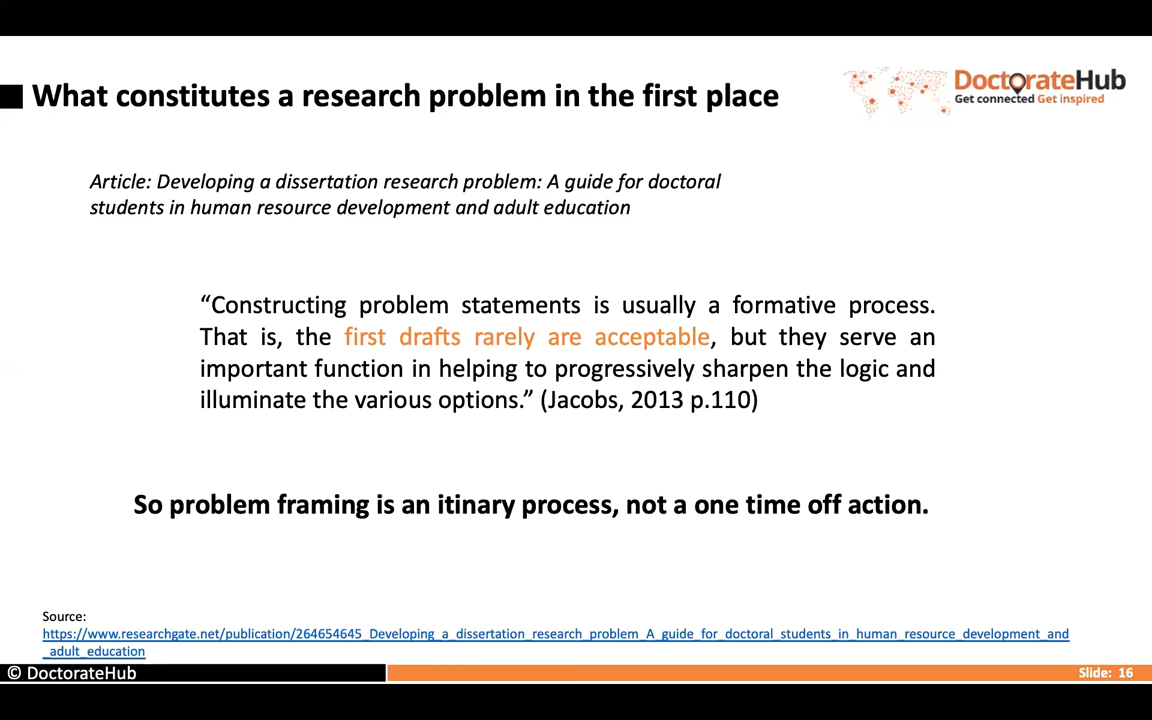 What constitutes a research problem in the first place
DoctorateHub
Get connected Get inspired
Article: Developing a dissertation research problem: A guide for doctoral
students in human resource development and adult education
“Constructing problem statements is usually a formative process.
That is, the first drafts rarely are acceptable, but they serve an
important function in helping to progressively sharpen the logic and
illuminate the various options.” (Jacobs, 2013 p.110)
So problem framing is an itinary process, not a one time off action.
Source:
https://www.researchgate.net/publication/264654645_Developing_a_dissertation_research_problem_A_guide_for_doctoral_students_in_human_resource_development_and
_adult_education
© DoctorateHub
Slide: 16